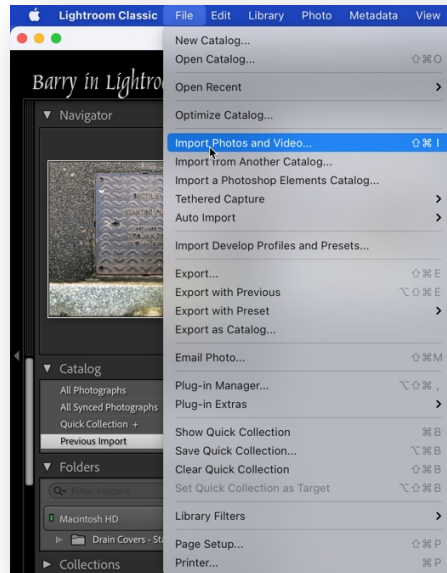 Lightroom Classic File Edit Library Photo Metadata View
New Catalog...
Open Catalog... ⇧⌘O
Open Recent
Optimize Catalog...
Import Photos and Video... ⇧⌘I
Import from Another Catalog...
Import a Photoshop Elements Catalog...
Tethered Capture
Auto Import
Import Develop Profiles and Presets...
Export... ⇧⌘E
Export with Previous ⌥⇧⌘E
Export with Preset
Export as Catalog...
Email Photo... ⇧⌘M
Plug-in Manager... ⌥⇧⌘,
Plug-in Extras
Show Quick Collection ⌘B
Save Quick Collection... ⌥⌘B
Clear Quick Collection ⇧⌘B
Set Quick Collection as Target ⌥⇧⌘B
Library Filters
Page Setup... ⇧⌘P
Printer... ⌘P
Barry in Lightro
Navigator
Catalog
All Photographs
All Synced Photographs
Quick Collection +
Previous Import
Folders
Filter Folders
Macintosh HD
Drain Covers - Sta
Collections